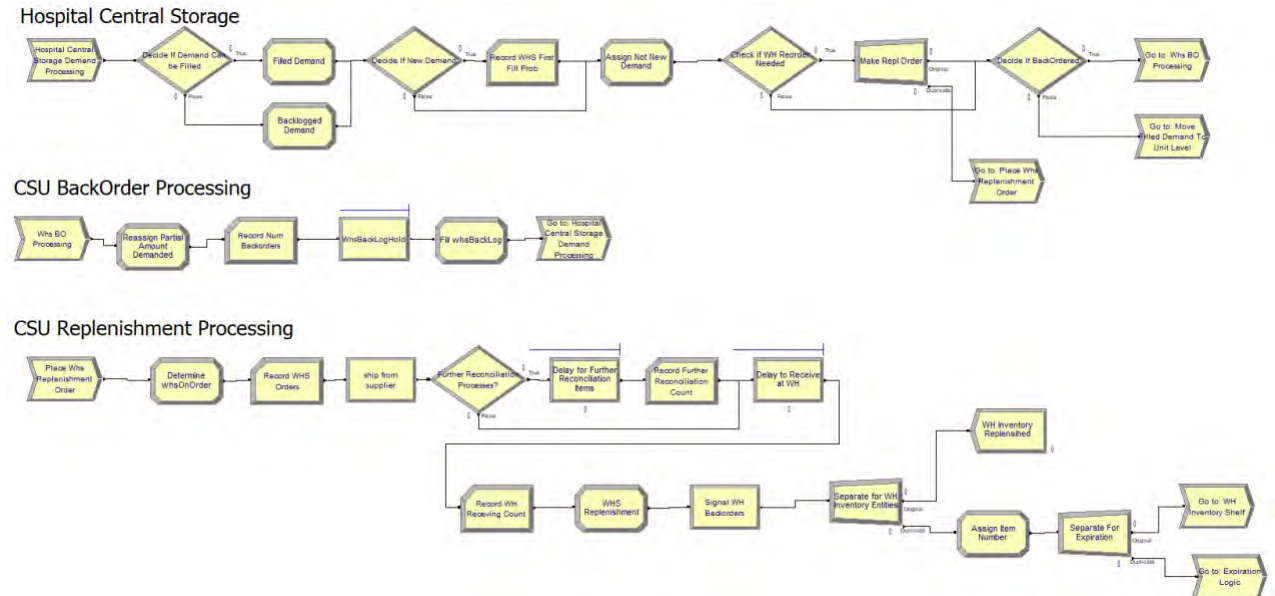 Hospital Central Storage
Hospital Central
Storage Demand
Processing
Decide If Demand Can
be Filled
True
False
Filled Demand
Backlogged
Demand
Decide If New Demand
True
False
Record WHS First
Fill Prob
Assign Not New
Demand
Check if WH Reorder
Needed
True
False
Make Repl Order
Original
Duplicate
Decide If BackOrdered
True
False
Go to: Whs BO
Processing
Go to: Move
Filled Demand To
Unit Level
Go to: Place Whs
Replenishment
Order
CSU BackOrder Processing
Whs BO
Processing
Reassign Partial
Amount
Demanded
Record Num
Backorders
WhsBackLogHold
Fill whsBackLog
Go to: Hospital
Central Storage
Demand
Processing
CSU Replenishment Processing
Place Whs
Replenishment
Order
Determine
whsOnOrder
Record WHS
Orders
ship from
supplier
Further Reconciliation
Processes?
True
False
Delay for Further
Reconciliation
Items
Record Further
Reconciliation
Count
Delay to Receive
at WH
Record WH
Receving Count
WHS
Replenishment
Signal WH
Backorders
Separate for WH
Inventory Entities
Original
Duplicate
WH Inventory
Replensihed
Assign Item
Number
Separate For
Expiration
Original
Duplicate
Go to: WH
Inventory Shelf
Go to: Expiration
Logic